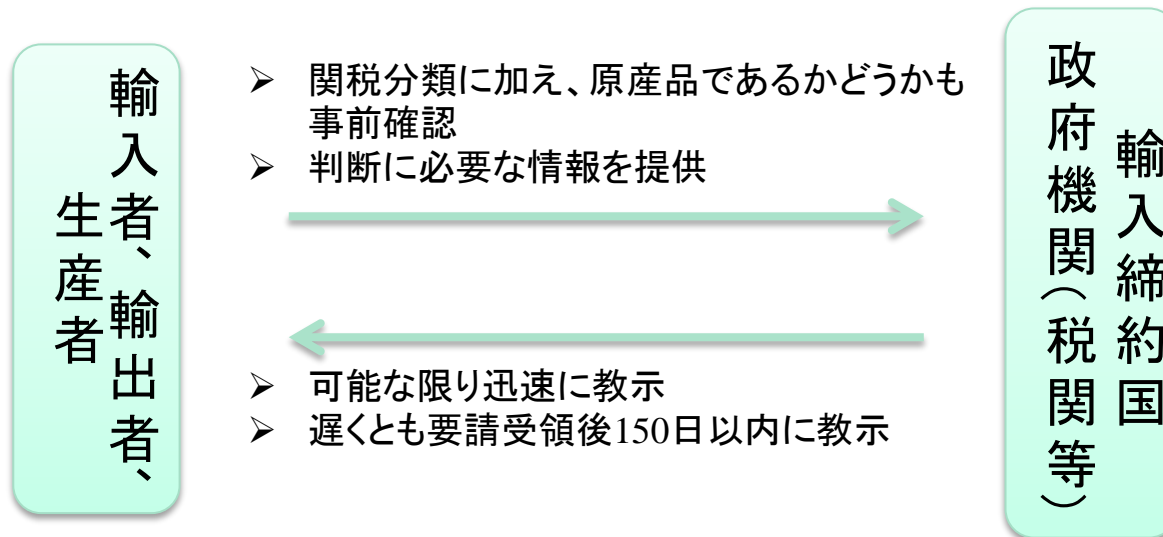 輸入者、輸出者、
生産者
➢ 関税分類に加え、原産品であるかどうかも
事前確認
➢ 判断に必要な情報を提供
➢ 可能な限り迅速に教示
➢ 遅くとも要請受領後150日以内に教示
輸入締約国
政府機関(税関等)